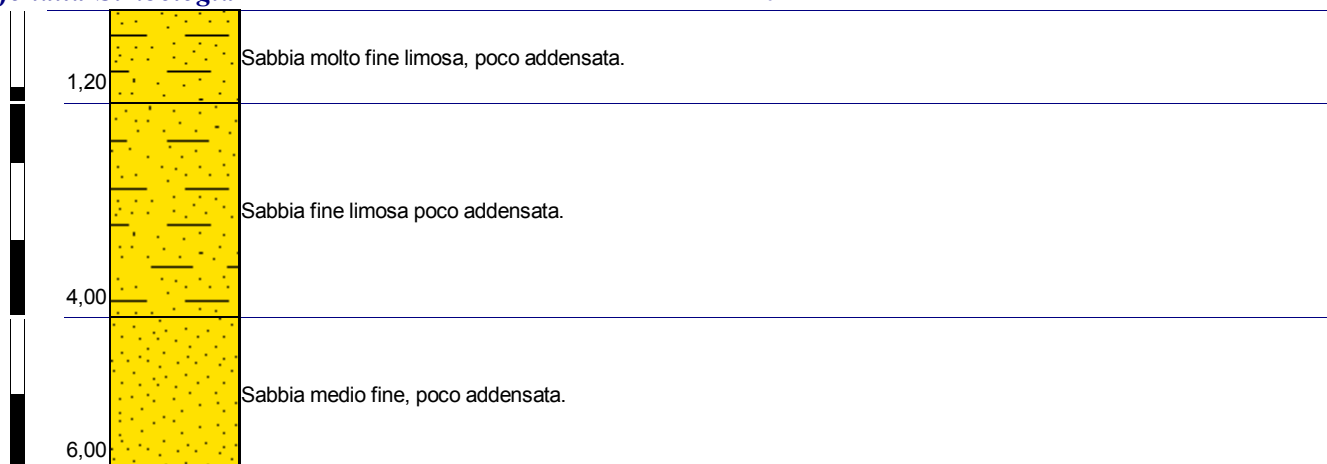 Sabbia molto fine limosa, poco addensata.
1,20
Sabbia fine limosa poco addensata.
4,00
Sabbia medio fine, poco addensata.
6,00